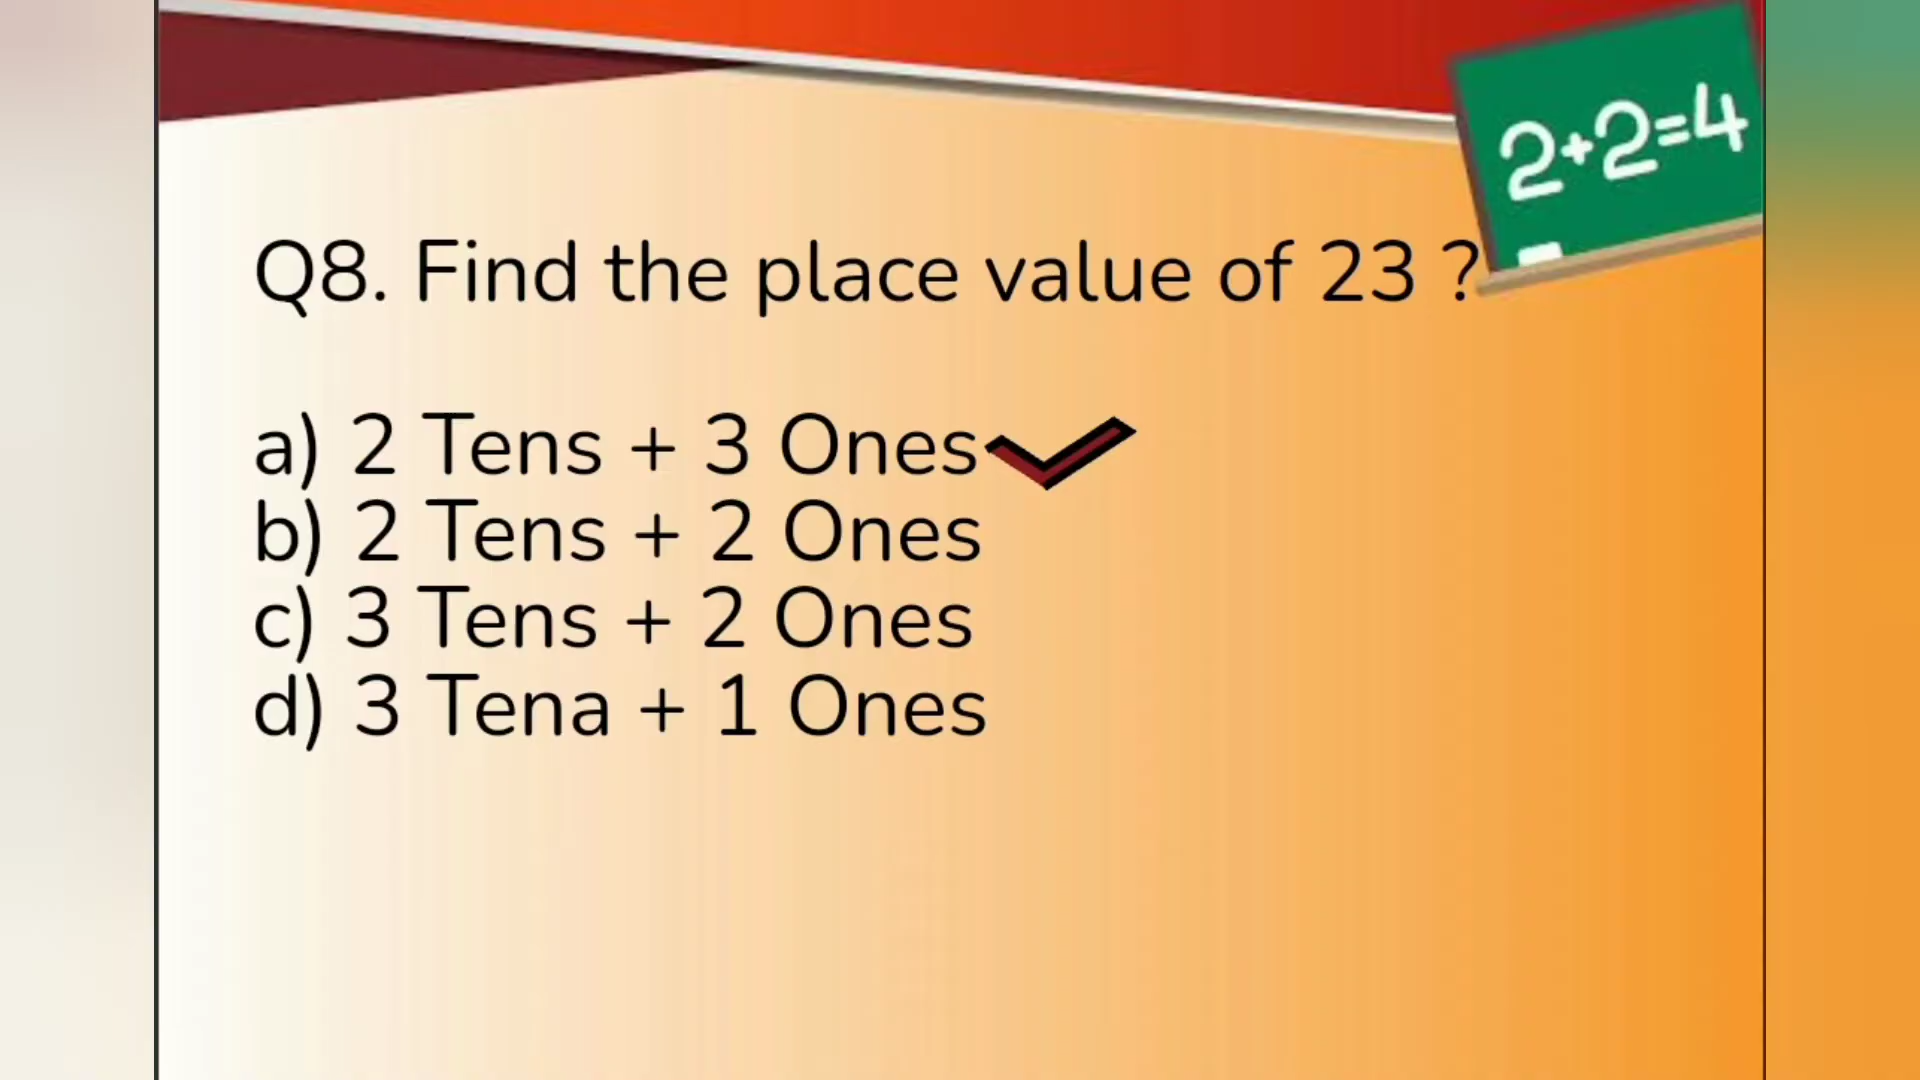 2+2=4
Q8. Find the place value of 23 ?
a) 2 Tens + 3 Ones
b) 2 Tens + 2 Ones
c) 3 Tens + 2 Ones
d) 3 Tena + 1 Ones